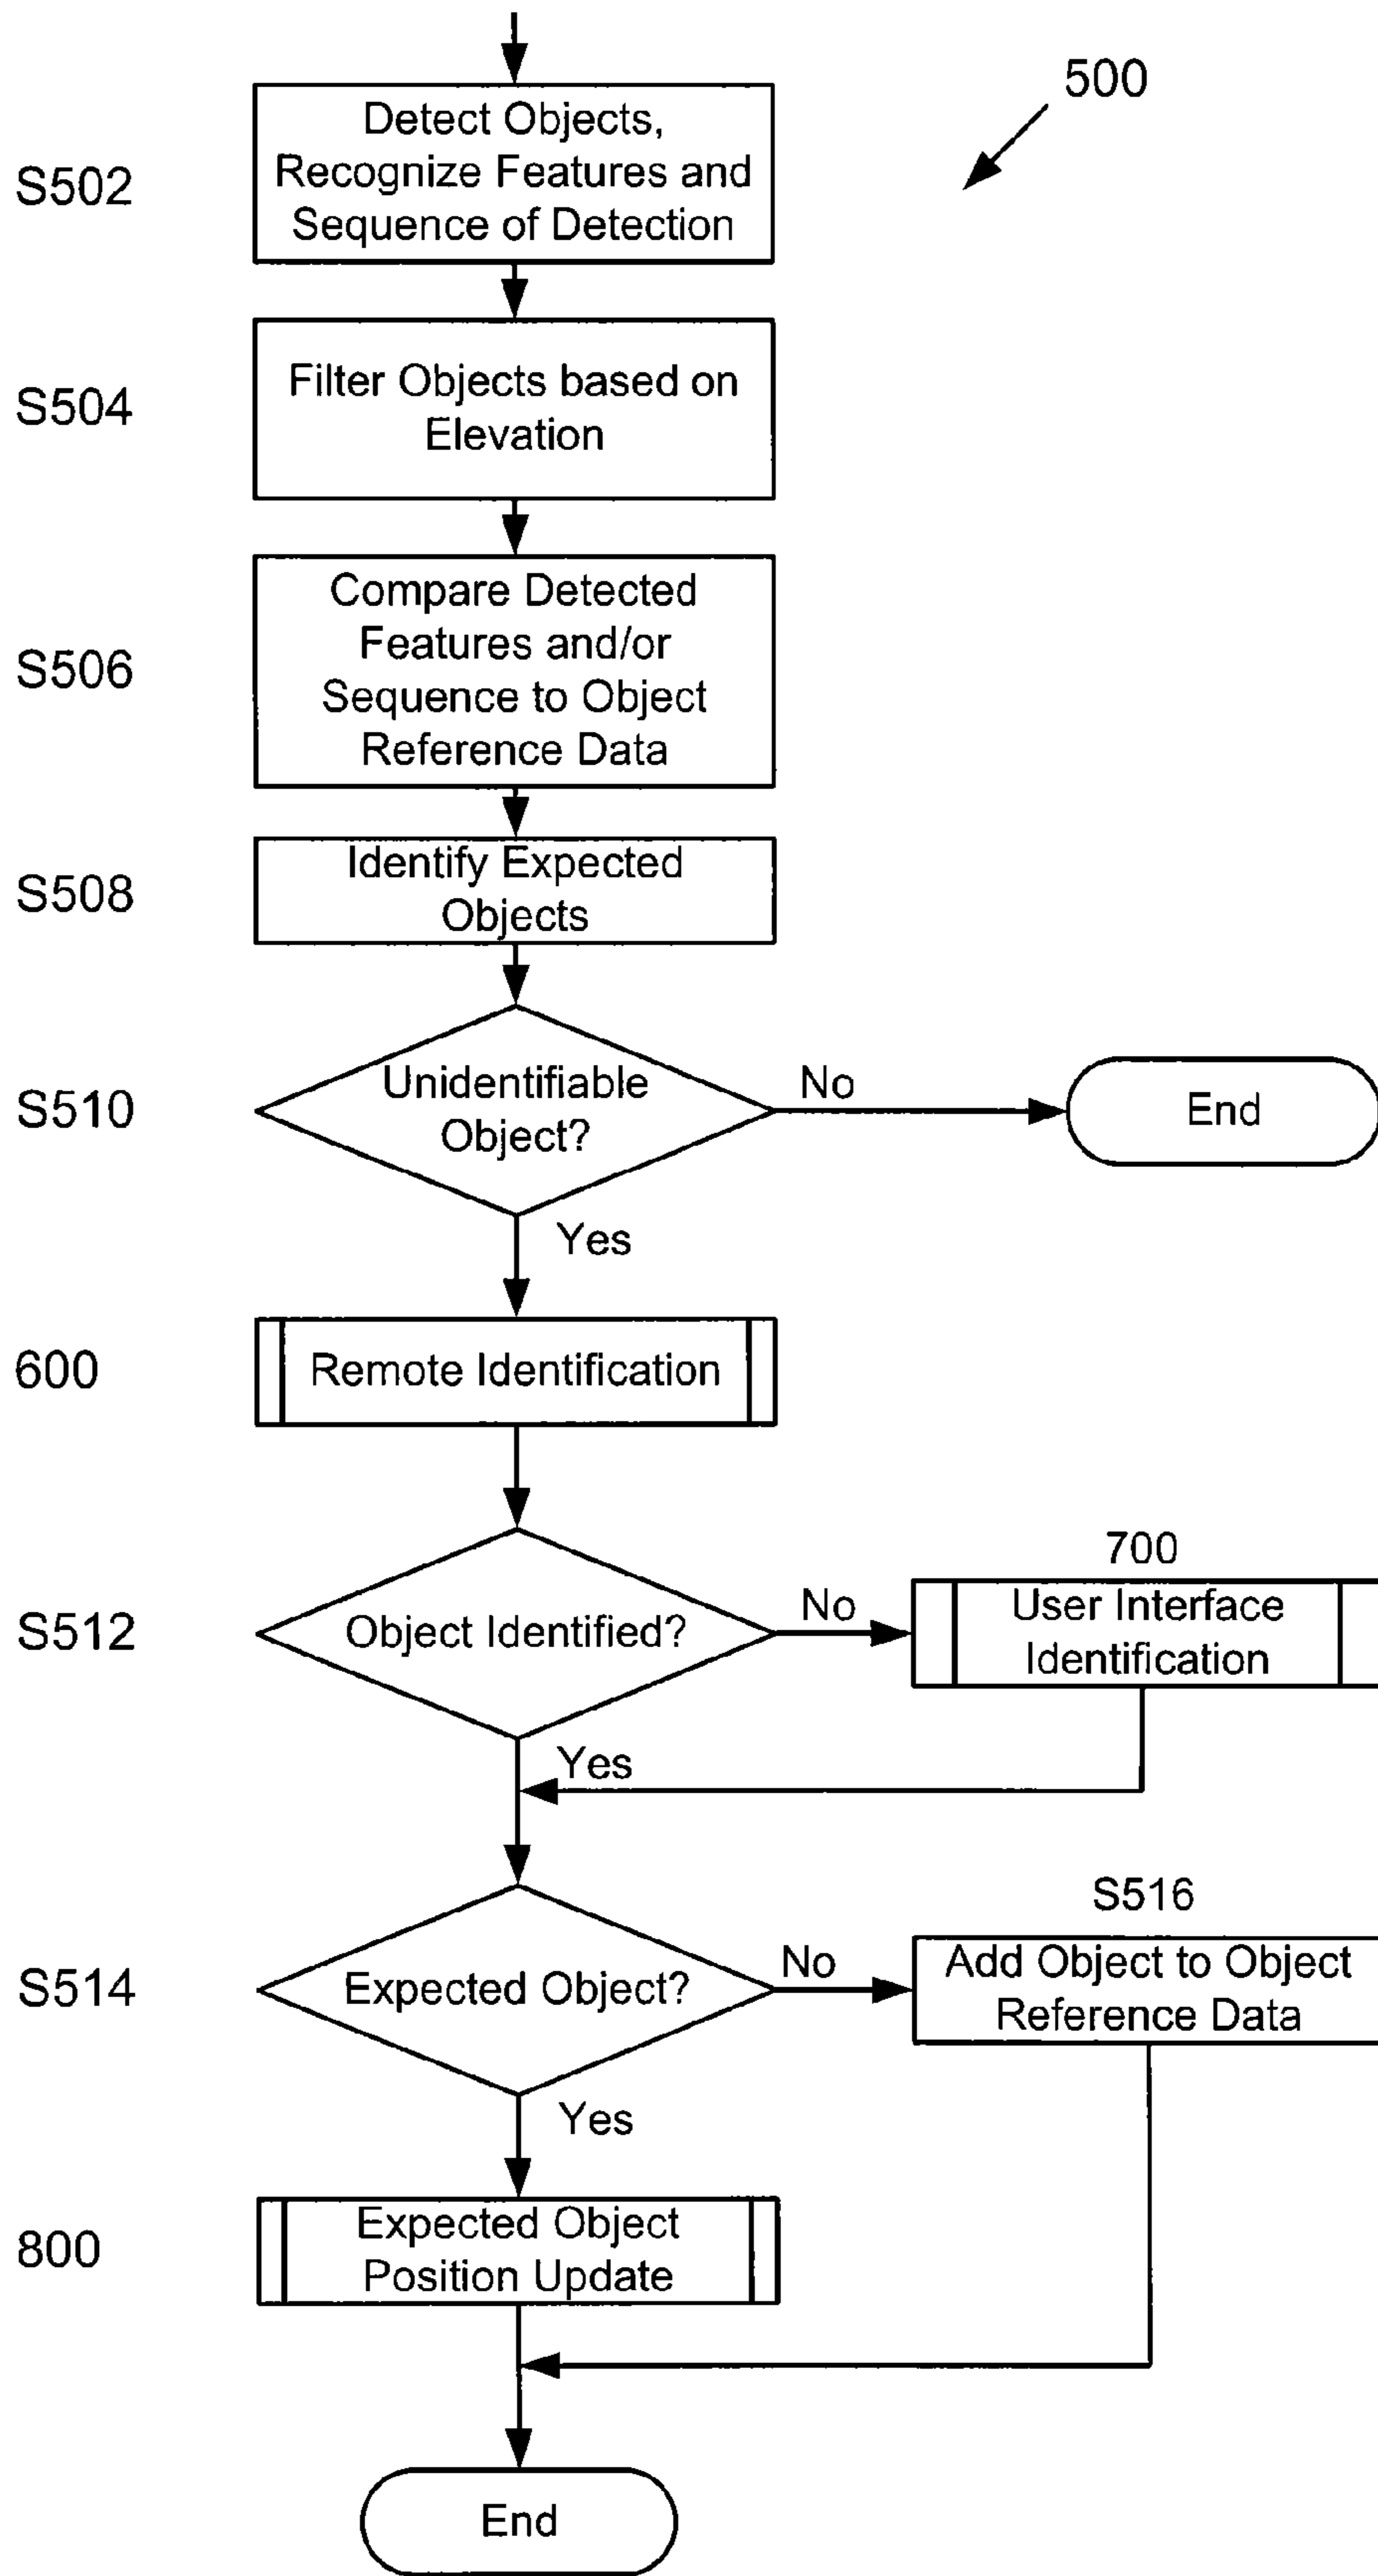 500
S502
Detect Objects,
Recognize Features and
Sequence of Detection
S504
Filter Objects based on
Elevation
S506
Compare Detected
Features and/or
Sequence to Object
Reference Data
S508
Identify Expected
Objects
S510
Unidentifiable
Object?
No
End
Yes
600
Remote Identification
S512
Object Identified?
No
700
User Interface
Identification
Yes
S514
Expected Object?
No
S516
Add Object to Object
Reference Data
Yes
800
Expected Object
Position Update
End